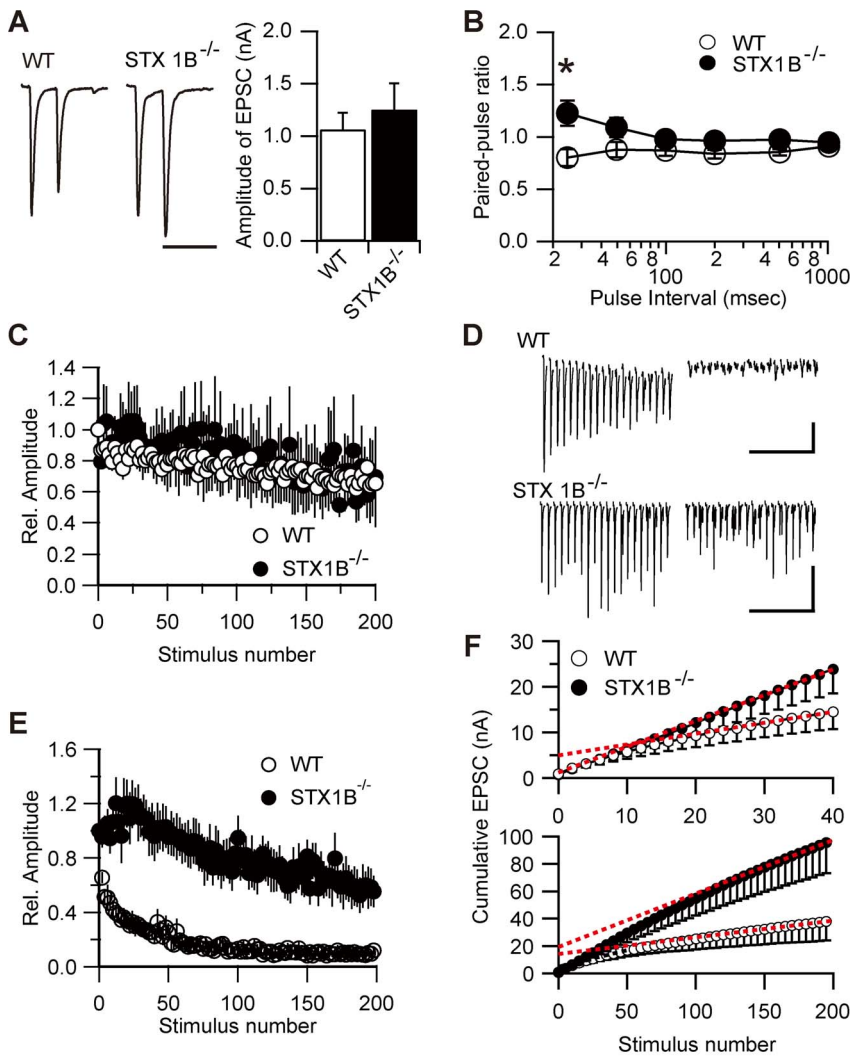 A
WT
STX 1B-/-
Amplitude of EPSC (nA)
2.0
1.5
1.0
0.5
0.0
WT
STX1B-/-
B
Paired-pulse ratio
2.0
1.5
1.0
0.5
0.0
*
WT
STX1B-/-
2 4 6 8 100 2 4 6 8 1000
Pulse Interval (msec)
C
Rel. Amplitude
1.4
1.2
1.0
0.8
0.6
0.4
0.2
0.0
WT
STX1B-/-
0 50 100 150 200
Stimulus number
D
WT
STX 1B-/-
E
Rel. Amplitude
1.6
1.2
0.8
0.4
0.0
WT
STX1B-/-
0 50 100 150 200
Stimulus number
F
Cumulative EPSC (nA)
30
25
20
15
10
5
0
WT
STX1B-/-
0 10 20 30 40
100
80
60
40
20
0
0 50 100 150 200
Stimulus number